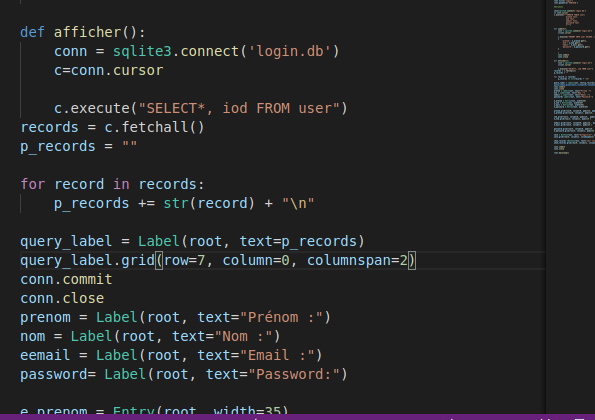 def afficher():
conn = sqlite3.connect('login.db')
c=conn.cursor
c.execute("SELECT*, iod FROM user")
records = c.fetchall()
p_records = ""
for record in records:
p_records += str(record) + "\n"
query_label = Label(root, text=p_records)
query_label.grid(row=7, column=0, columnspan=2)
conn.commit
conn.close
prenom = Label(root, text="Prénom :")
nom = Label(root, text="Nom :")
eemail = Label(root, text="Email :")
password= Label(root, text="Password:")
e_prenom = Entry(root, width=35)